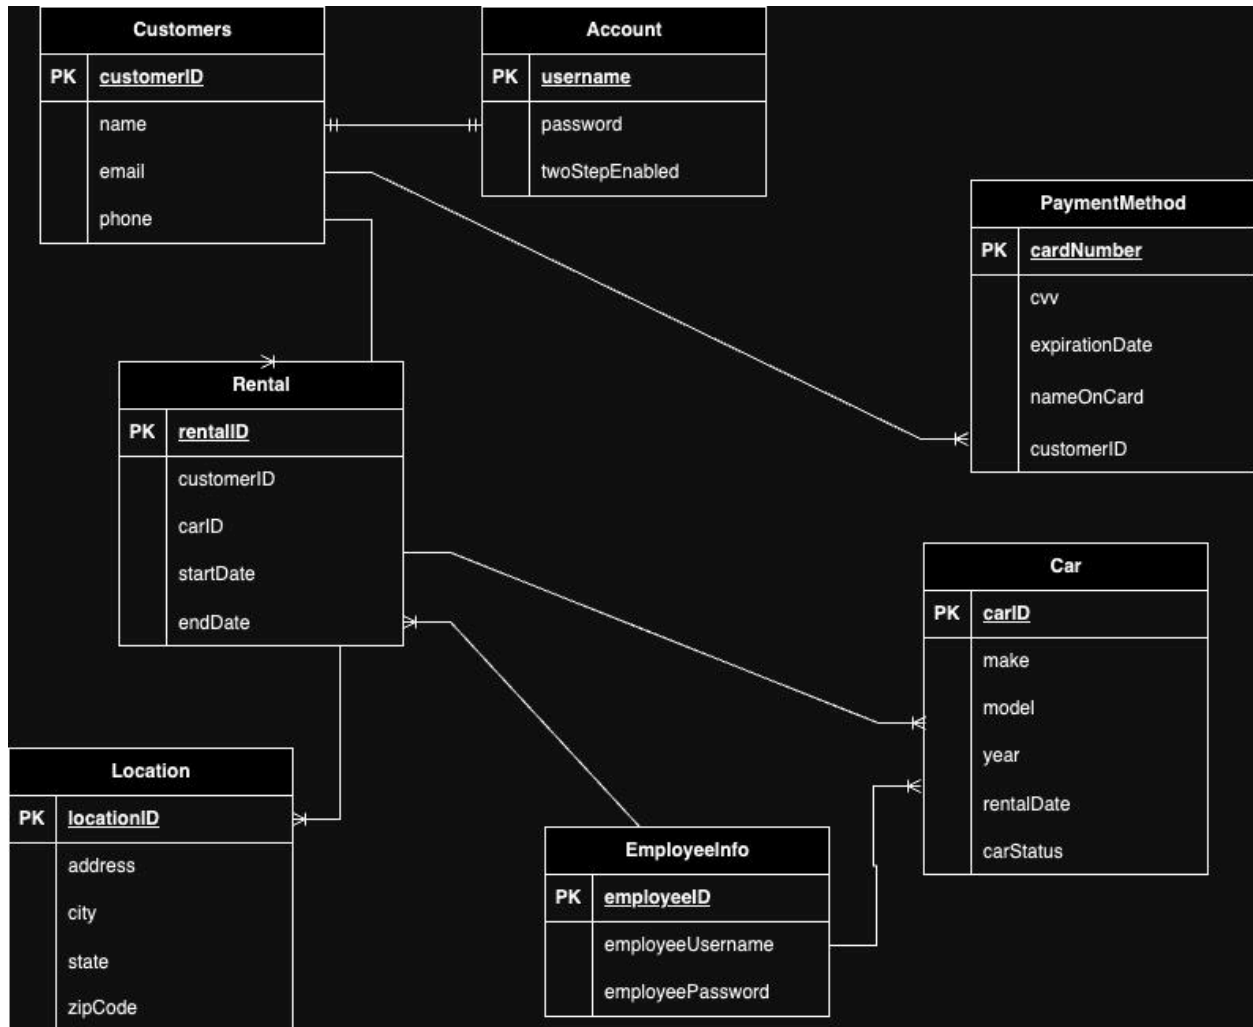 Customers
PK customerID
name
email
phone
Account
PK username
password
twoStepEnabled
PaymentMethod
PK cardNumber
cvv
expirationDate
nameOnCard
customerID
Rental
PK rentalID
customerID
carID
startDate
endDate
Car
PK carID
make
model
year
rentalDate
carStatus
Location
PK locationID
address
city
state
zipCode
EmployeeInfo
PK employeeID
employeeUsername
employeePassword